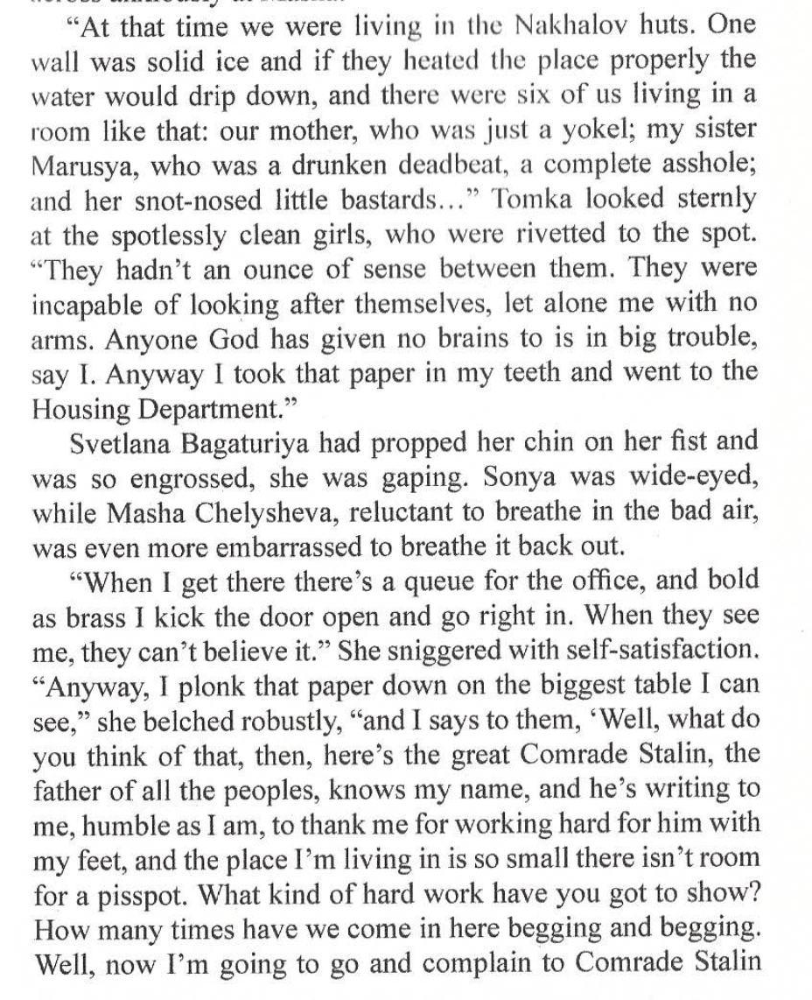 “At that time we were living in the Nakhalov huts. One
wall was solid ice and if they heated the place properly the
water would drip down, and there were six of us living in a
room like that: our mother, who was just a yokel; my sister
Marusya, who was a drunken deadbeat, a complete asshole;
and her snot-nosed little bastards…” Tomka looked sternly
at the spotlessly clean girls, who were rivetted to the spot.
“They hadn’t an ounce of sense between them. They were
incapable of looking after themselves, let alone me with no
arms. Anyone God has given no brains to is in big trouble,
say I. Anyway I took that paper in my teeth and went to the
Housing Department.”
Svetlana Bagaturiya had propped her chin on her fist and
was so engrossed, she was gaping. Sonya was wide-eyed,
while Masha Chelysheva, reluctant to breathe in the bad air,
was even more embarrassed to breathe it back out.
“When I get there there’s a queue for the office, and bold
as brass I kick the door open and go right in. When they see
me, they can’t believe it.” She sniggered with self-satisfaction.
“Anyway, I plonk that paper down on the biggest table I can
see,” she belched robustly, “and I says to them, ‘Well, what do
you think of that, then, here’s the great Comrade Stalin, the
father of all the peoples, knows my name, and he’s writing to
me, humble as I am, to thank me for working hard for him with
my feet, and the place I’m living in is so small there isn’t room
for a pisspot. What kind of hard work have you got to show?
How many times have we come in here begging and begging.
Well, now I’m going to go and complain to Comrade Stalin